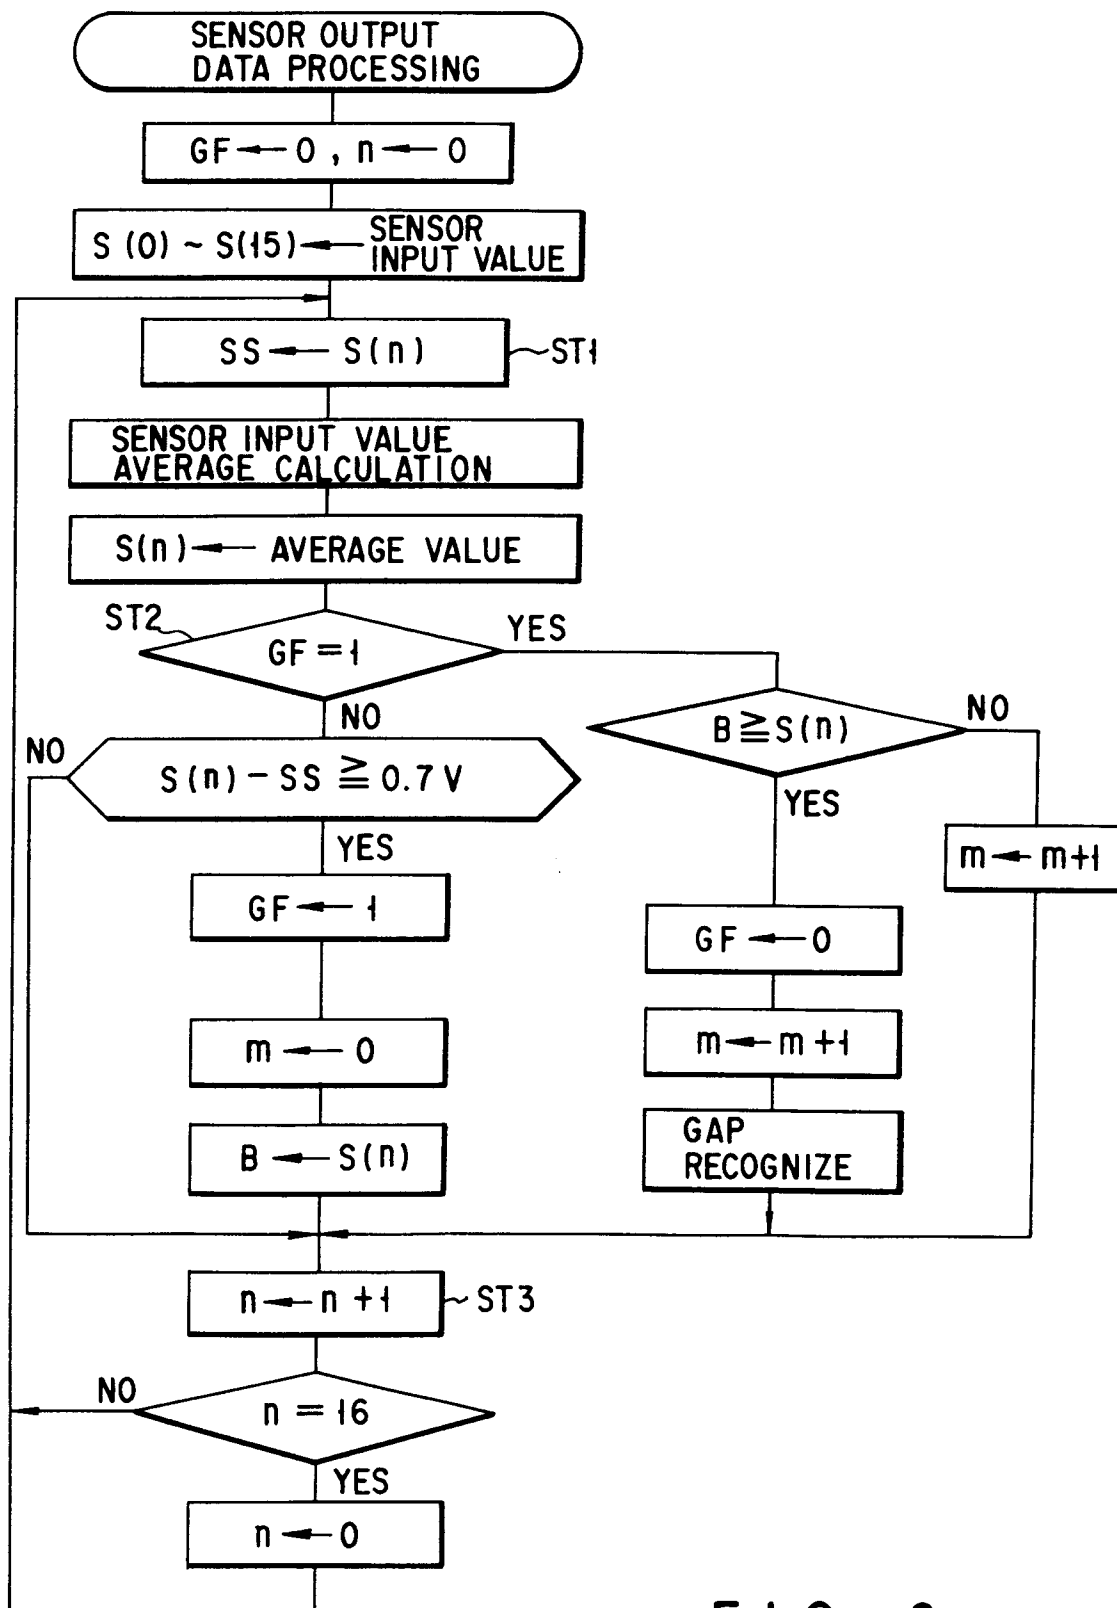 SENSOR OUTPUT
DATA PROCESSING
GF ← 0 , n ← 0
S (0) ~ S(15) ← SENSOR
INPUT VALUE
SS ← S(n)
ST1
SENSOR INPUT VALUE
AVERAGE CALCULATION
S(n) ← AVERAGE VALUE
ST2
GF = 1
YES
NO
B ≧ S(n)
NO
NO
S(n) - SS ≧ 0.7 V
YES
YES
m ← m+1
GF ← 1
GF ← 0
m ← 0
m ← m +1
B ← S(n)
GAP
RECOGNIZE
n ← n +1
ST3
NO
n = 16
YES
n ← 0